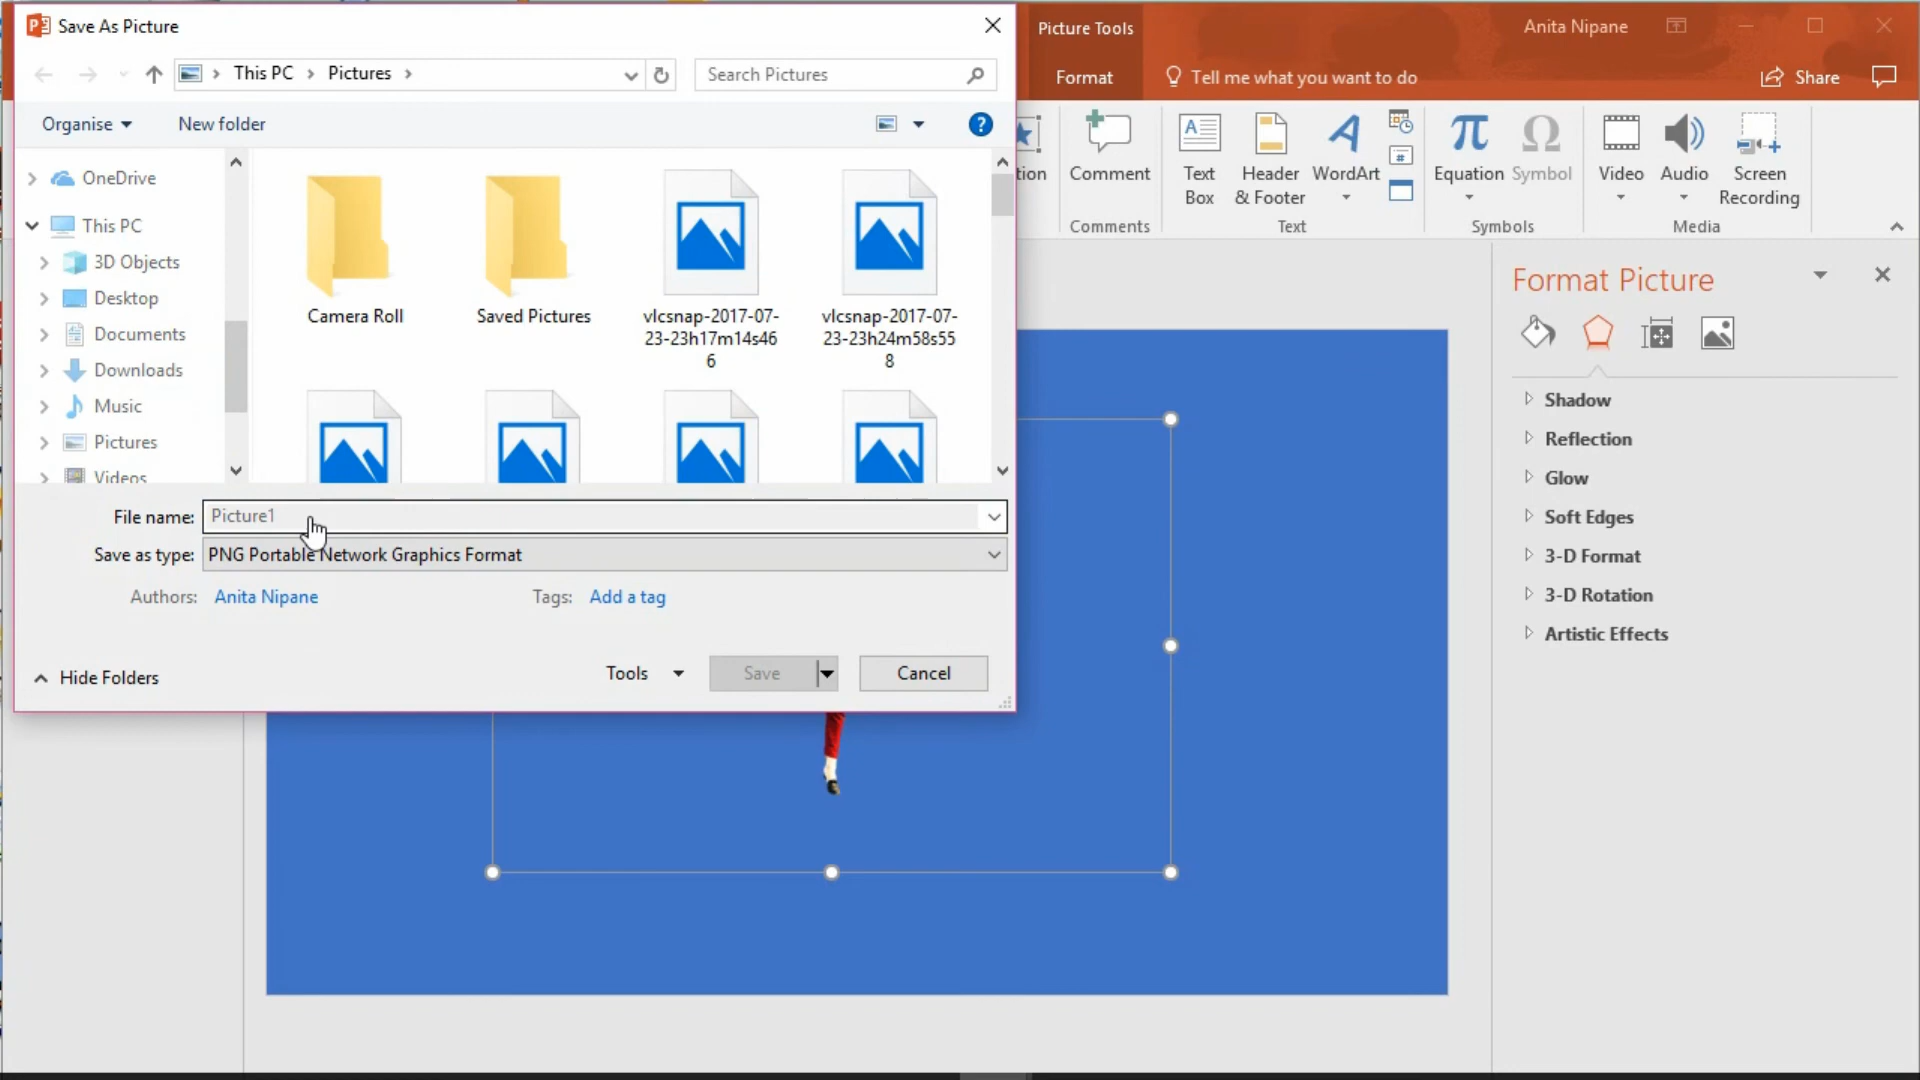 Save As Picture
Picture Tools
Anita Nipane
This PC
Pictures
Search Pictures
Format
Tell me what you want to do
Share
Organise
New folder
OneDrive
This PC
3D Objects
Desktop
Documents
Downloads
Music
Pictures
Videos
Camera Roll
Saved Pictures
vlcsnap-2017-07-
23-23h17m14s46
6
vlcsnap-2017-07-
23-23h24m58s55
8
tion
Comment
Text
Box
Header
& Footer
WordArt
Equation
Symbol
Video
Audio
Screen
Recording
Comments
Text
Symbols
Media
File name:
Picture1
Save as type:
PNG Portable Network Graphics Format
Authors:
Anita Nipane
Tags:
Add a tag
Hide Folders
Tools
Save
Cancel
Format Picture
Shadow
Reflection
Glow
Soft Edges
3-D Format
3-D Rotation
Artistic Effects